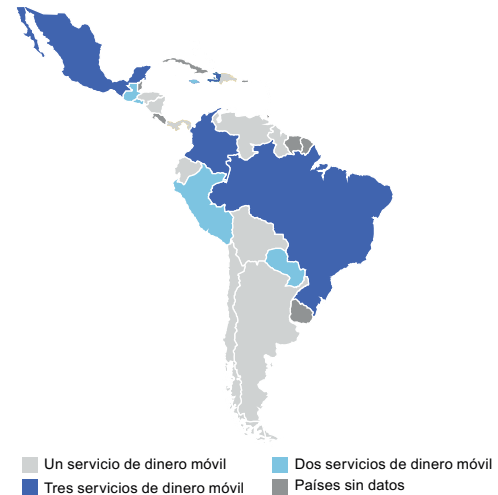 Un servicio de dinero móvil
Dos servicios de dinero móvil
Tres servicios de dinero móvil
Países sin datos